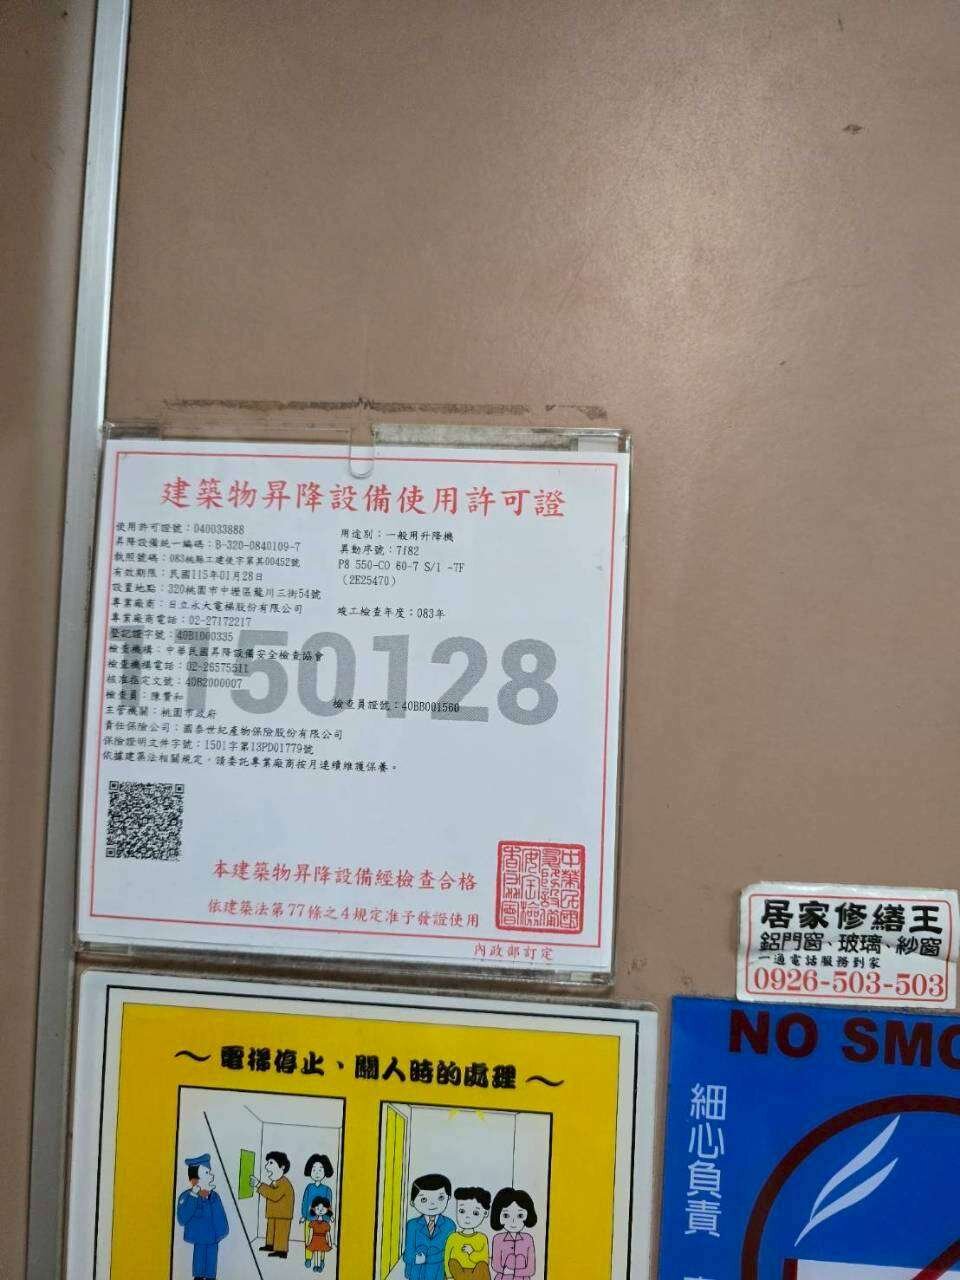 建築物昇降設備使用許可證
使用許可證號：040033888
昇降設備統一編碼：B-320-0840109-7
執照號碼：083桃縣工建使字第其00452號
有效期限：民國115年01月28日
設置地點：320桃園市中壢區龍川三街54號
專業廠商：日立永大電梯股份有限公司
專業廠商電話：02-27172217
登記證字號：40B1000335
檢查機構：中華民國昇降設備安全檢查協會
檢查機構電話：02-26575511
核准指定文號：40B2000007
檢查員：陳賢和
主管機關：桃園市政府
責任保險公司：國泰世紀產物保險股份有限公司
保險證明文件字號：1501字第13PD01779號
依據建築法相關規定，請委託專業廠商按月連續維護保養。
用途別：一般用升降機
異動序號：7f82
P8 550-CO 60-7 S/1 -7F
(2E25470)
竣工檢查年度：083年
檢查員證號：40BB001560
1150128
本建築物昇降設備經檢查合格
依建築法第77條之4規定准予發證使用
內政部訂定
居家修繕王
鋁門窗、玻璃、紗窗
一通電話服務到家
0926-503-503
～電梯停止、關人時的處理～
NO SMO
細心負責